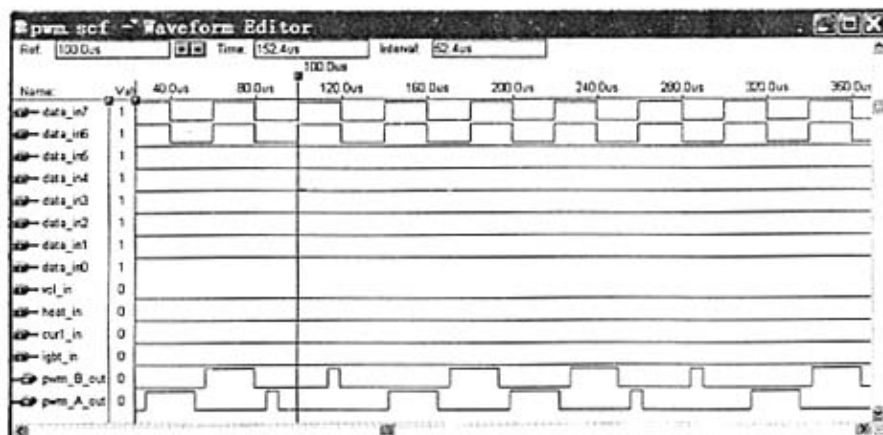 pwm.scf - Waveform Editor
Ref: 100.0us Time: 152.4us Interval: 52.4us
100.0us
Name: Val 40.0us 80.0us 120.0us 160.0us 200.0us 240.0us 280.0us 320.0us 360.0us
data_in7 1
data_in6 1
data_in5 1
data_in4 1
data_in3 1
data_in2 1
data_in1 1
data_in0 1
vol_in 0
heat_in 0
cur1_in 0
igbt_in 0
pwm_B_out 0
pwm_A_out 0